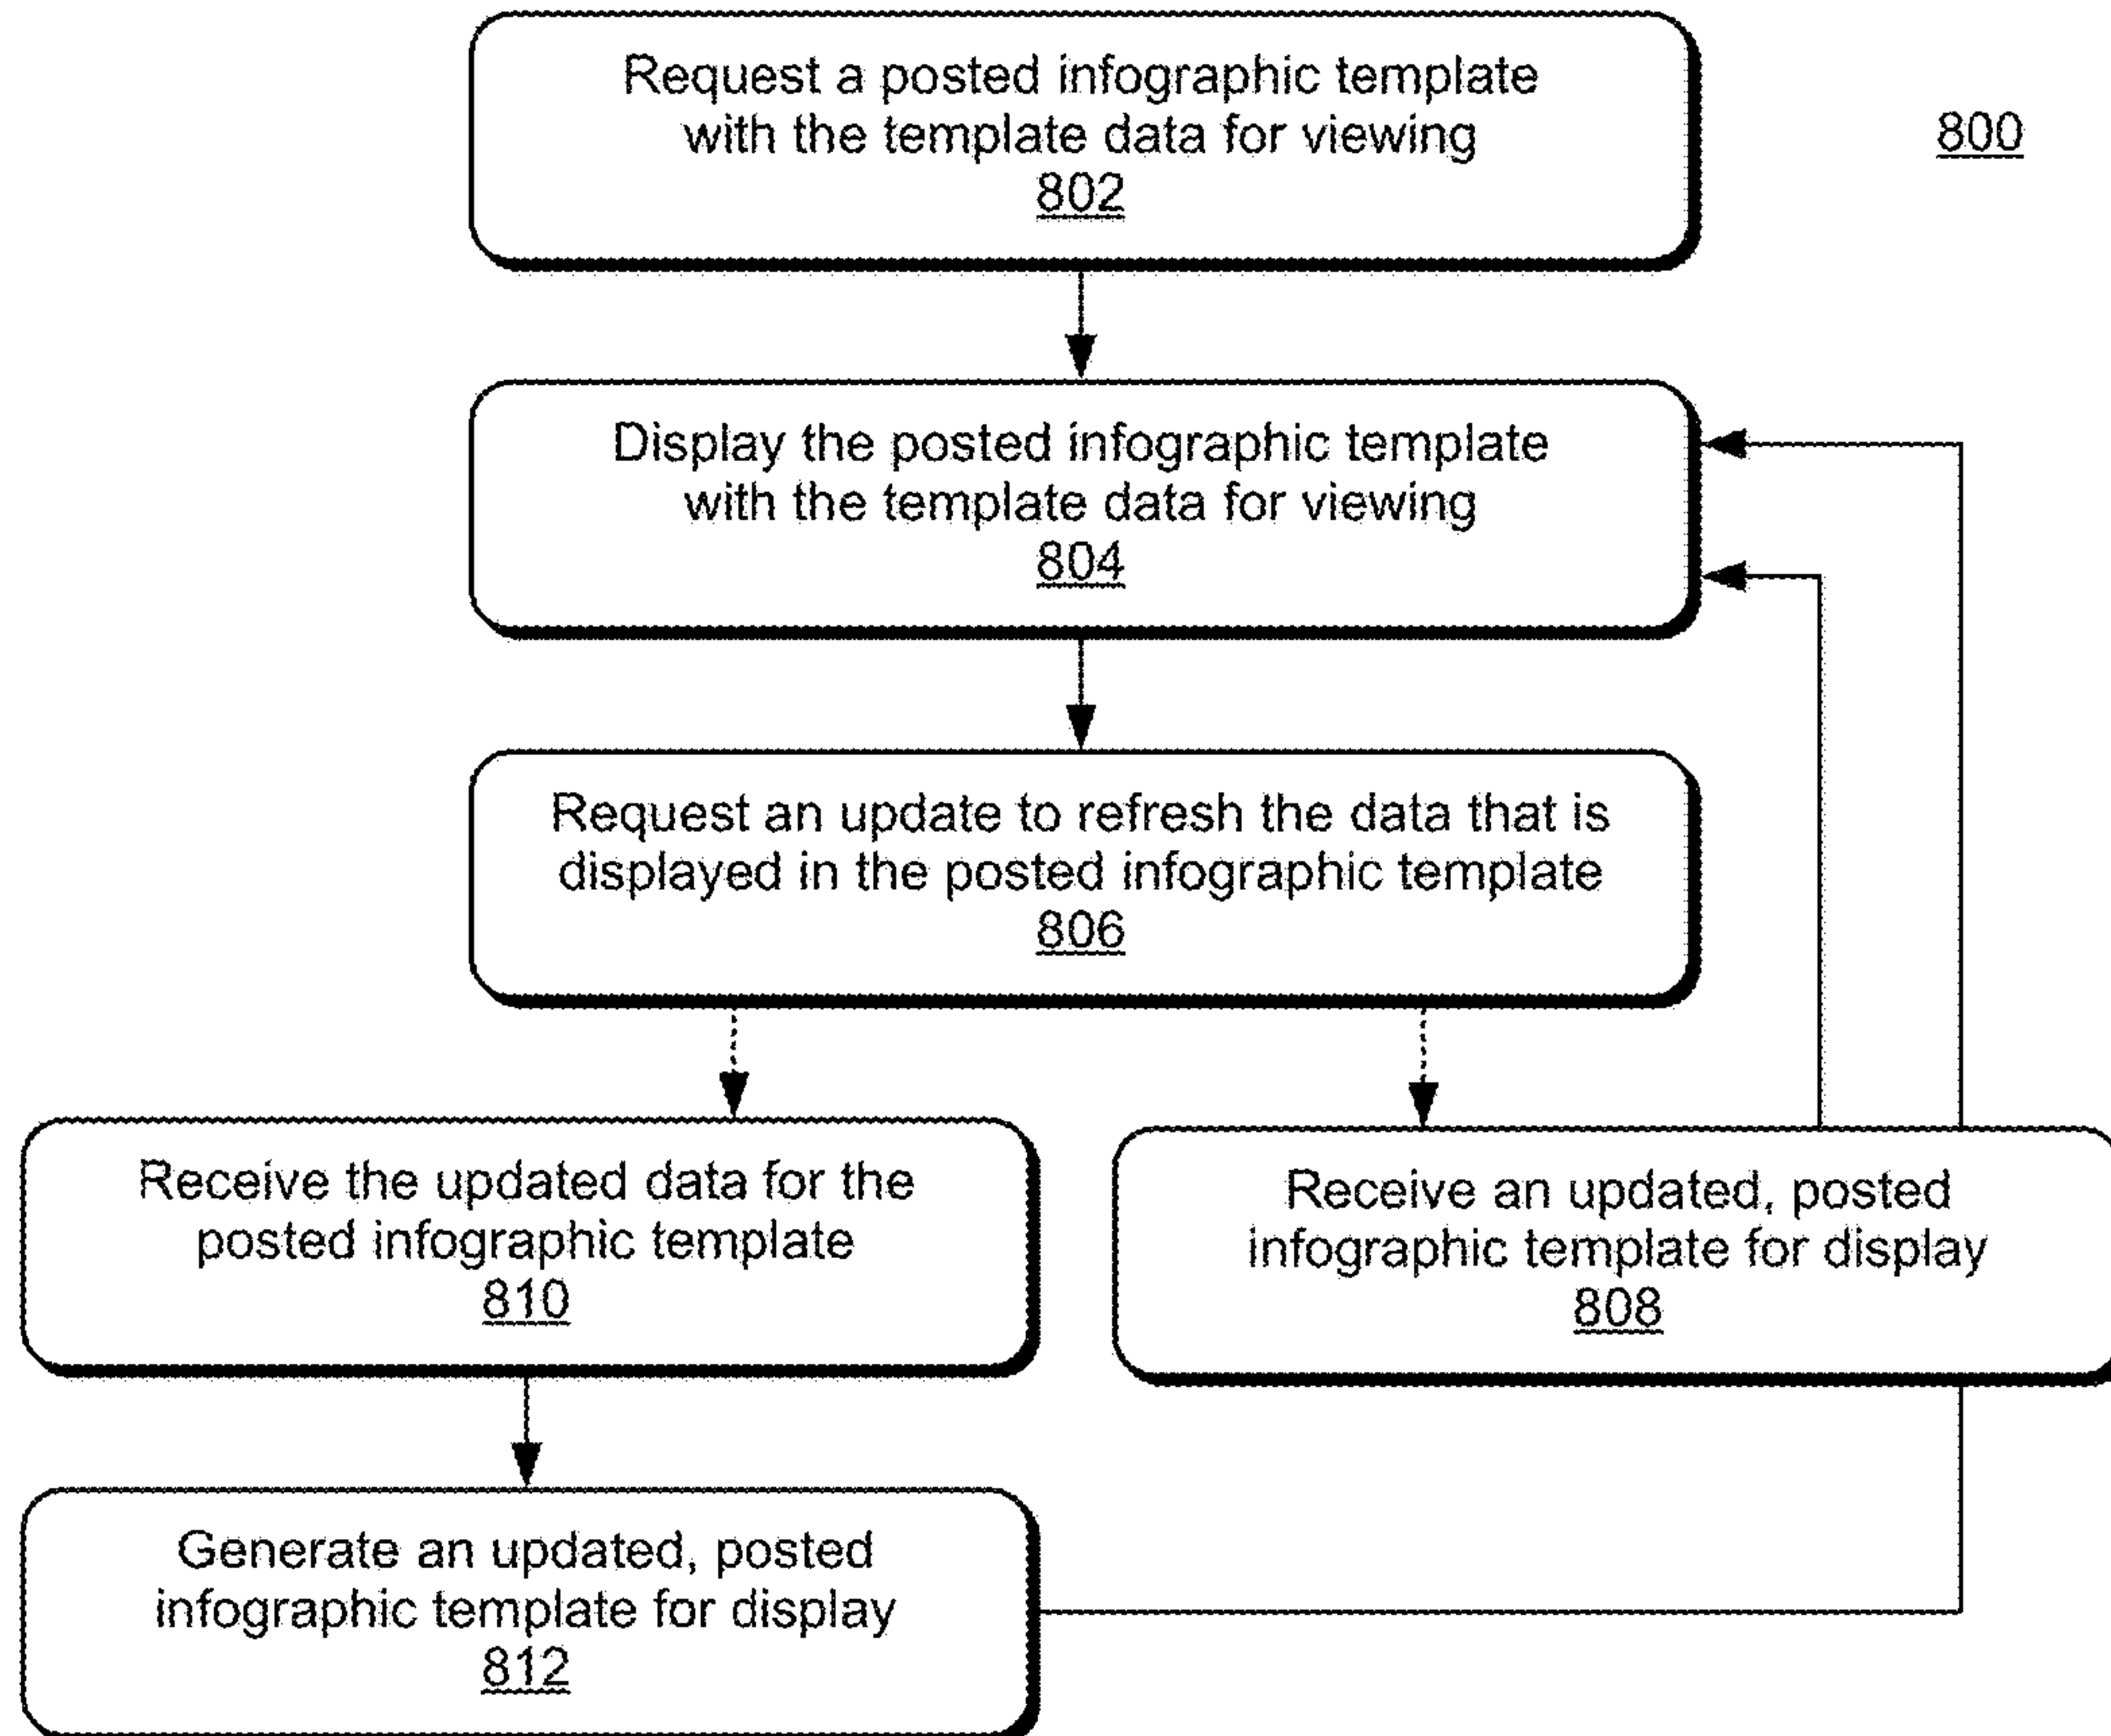 Request a posted infographic template
with the template data for viewing
802
800
Display the posted infographic template
with the template data for viewing
804
Request an update to refresh the data that is
displayed in the posted infographic template
806
Receive the updated data for the
posted infographic template
810
Receive an updated, posted
infographic template for display
808
Generate an updated, posted
infographic template for display
812